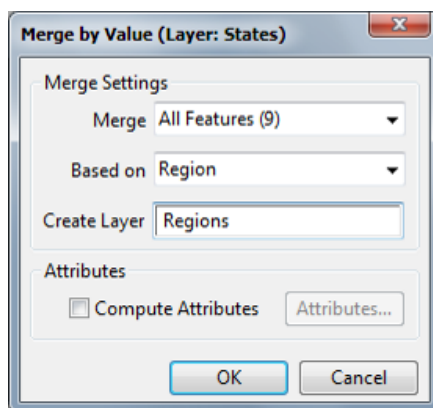 Merge by Value (Layer: States)
Merge Settings
Merge All Features (9)
Based on Region
Create Layer Regions
Attributes
Compute Attributes Attributes...
OK Cancel